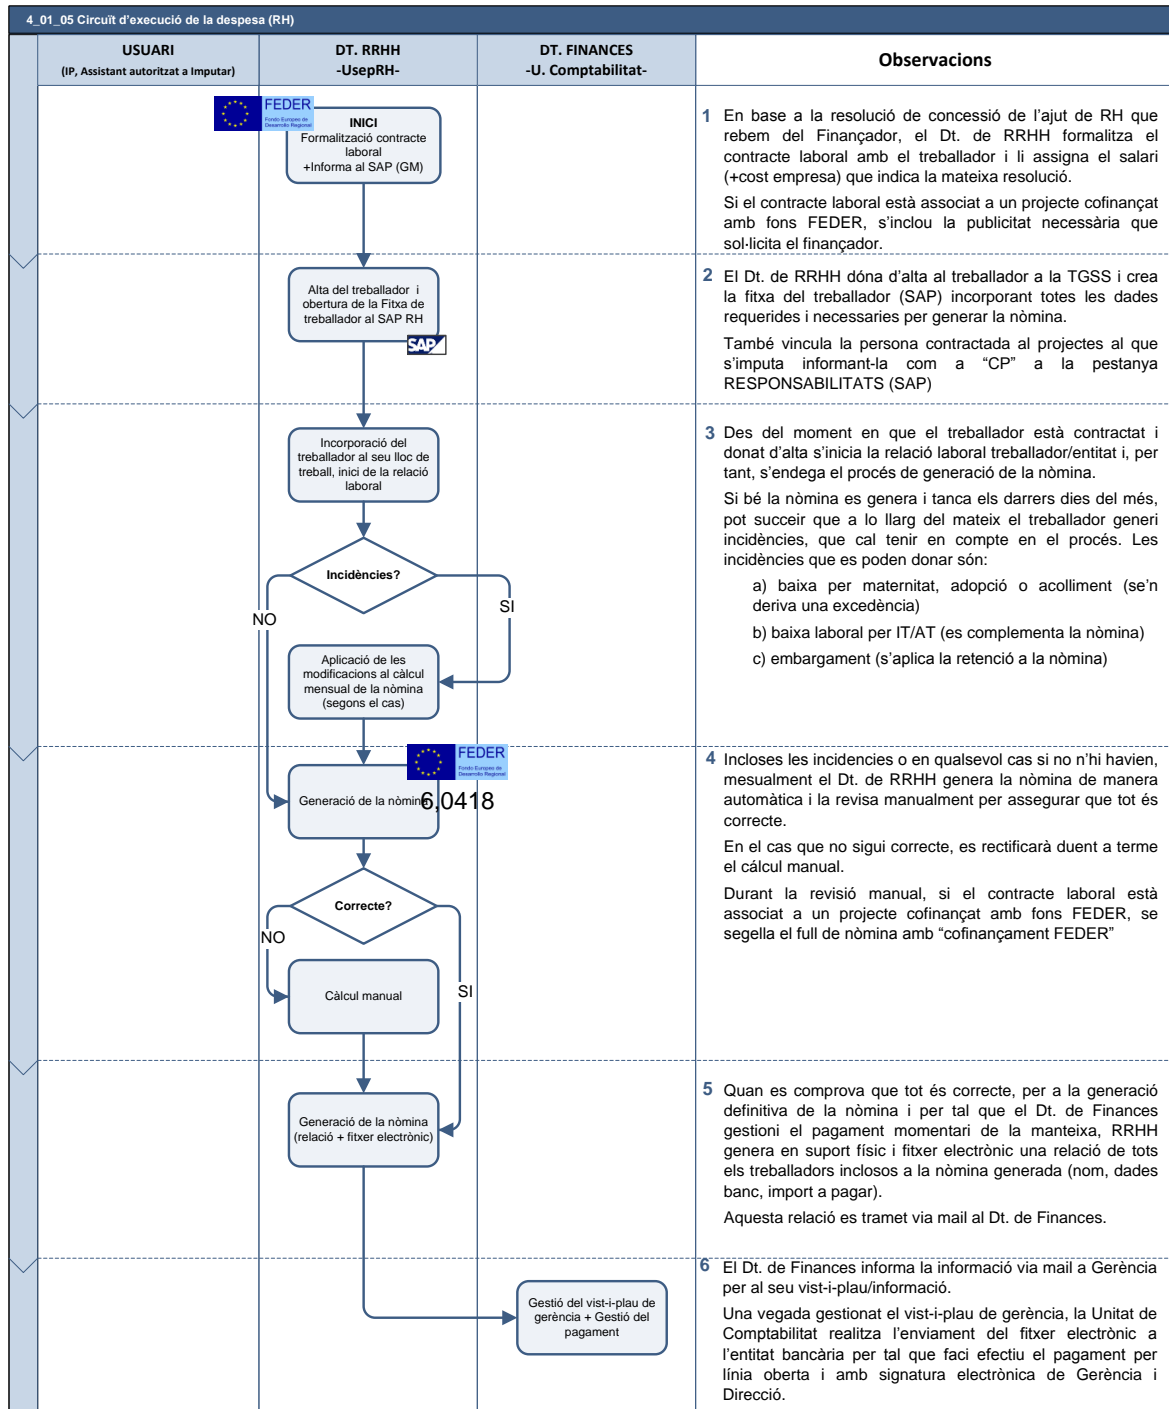 4_01_05 Circuït d’execució de la despesa (RH)
USUARI
(IP, Assistant autoritzat a Imputar)
DT. RRHH
-UsepRH-
DT. FINANCES
-U. Comptabilitat-
Observacions
FEDER
Fondo Europeo de
Desarrollo Regional
INICI
Formalització contracte
laboral
+Informa al SAP (GM)
1 En base a la resolució de concessió de l’ajut de RH que
rebem del Finançador, el Dt. de RRHH formalitza el
contracte laboral amb el treballador i li assigna el salari
(+cost empresa) que indica la mateixa resolució.
Si el contracte laboral està associat a un projecte cofinançat
amb fons FEDER, s’inclou la publicitat necessària que
sol·licita el finançador.
Alta del treballador i
obertura de la Fitxa de
treballador al SAP RH
SAP
2 El Dt. de RRHH dóna d’alta al treballador a la TGSS i crea
la fitxa del treballador (SAP) incorporant totes les dades
requerides i necessaries per generar la nòmina.
També vincula la persona contractada al projectes al que
s’imputa informant-la com a “CP” a la pestanya
RESPONSABILITATS (SAP)
Incorporació del
treballador al seu lloc de
treball, inici de la relació
laboral
Incidències?
NO
SI
Aplicació de les
modificacions al càlcul
mensual de la nòmina
(segons el cas)
3 Des del moment en que el treballador està contractat i
donat d’alta s’inicia la relació laboral treballador/entitat i, per
tant, s’endega el procés de generació de la nòmina.
Si bé la nòmina es genera i tanca els darrers dies del més,
pot succeir que a lo llarg del mateix el treballador generi
incidències, que cal tenir en compte en el procés. Les
incidències que es poden donar són:
a) baixa per maternitat, adopció o acolliment (se’n
deriva una excedència)
b) baixa laboral per IT/AT (es complementa la nòmina)
c) embargament (s’aplica la retenció a la nòmina)
FEDER
Fondo Europeo de
Desarrollo Regional
Generació de la nòmina
6,0418
Correcte?
NO
SI
Càlcul manual
4 Incloses les incidencies o en qualsevol cas si no n’hi havien,
mesualment el Dt. de RRHH genera la nòmina de manera
automàtica i la revisa manualment per assegurar que tot és
correcte.
En el cas que no sigui correcte, es rectificarà duent a terme
el cálcul manual.
Durant la revisió manual, si el contracte laboral està
associat a un projecte cofinançat amb fons FEDER, se
segella el full de nòmina amb “cofinançament FEDER”
Generació de la nòmina
(relació + fitxer electrònic)
5 Quan es comprova que tot és correcte, per a la generació
definitiva de la nòmina i per tal que el Dt. de Finances
gestioni el pagament momentari de la manteixa, RRHH
genera en suport físic i fitxer electrònic una relació de tots
els treballadors inclosos a la nòmina generada (nom, dades
banc, import a pagar).
Aquesta relació es tramet via mail al Dt. de Finances.
Gestió del vist-i-plau de
gerència + Gestió del
pagament
6 El Dt. de Finances informa la informació via mail a Gerència
per al seu vist-i-plau/informació.
Una vegada gestionat el vist-i-plau de gerència, la Unitat de
Comptabilitat realitza l’enviament del fitxer electrònic a
l’entitat bancària per tal que faci efectiu el pagament per
línia oberta i amb signatura electrònica de Gerència i
Direcció.